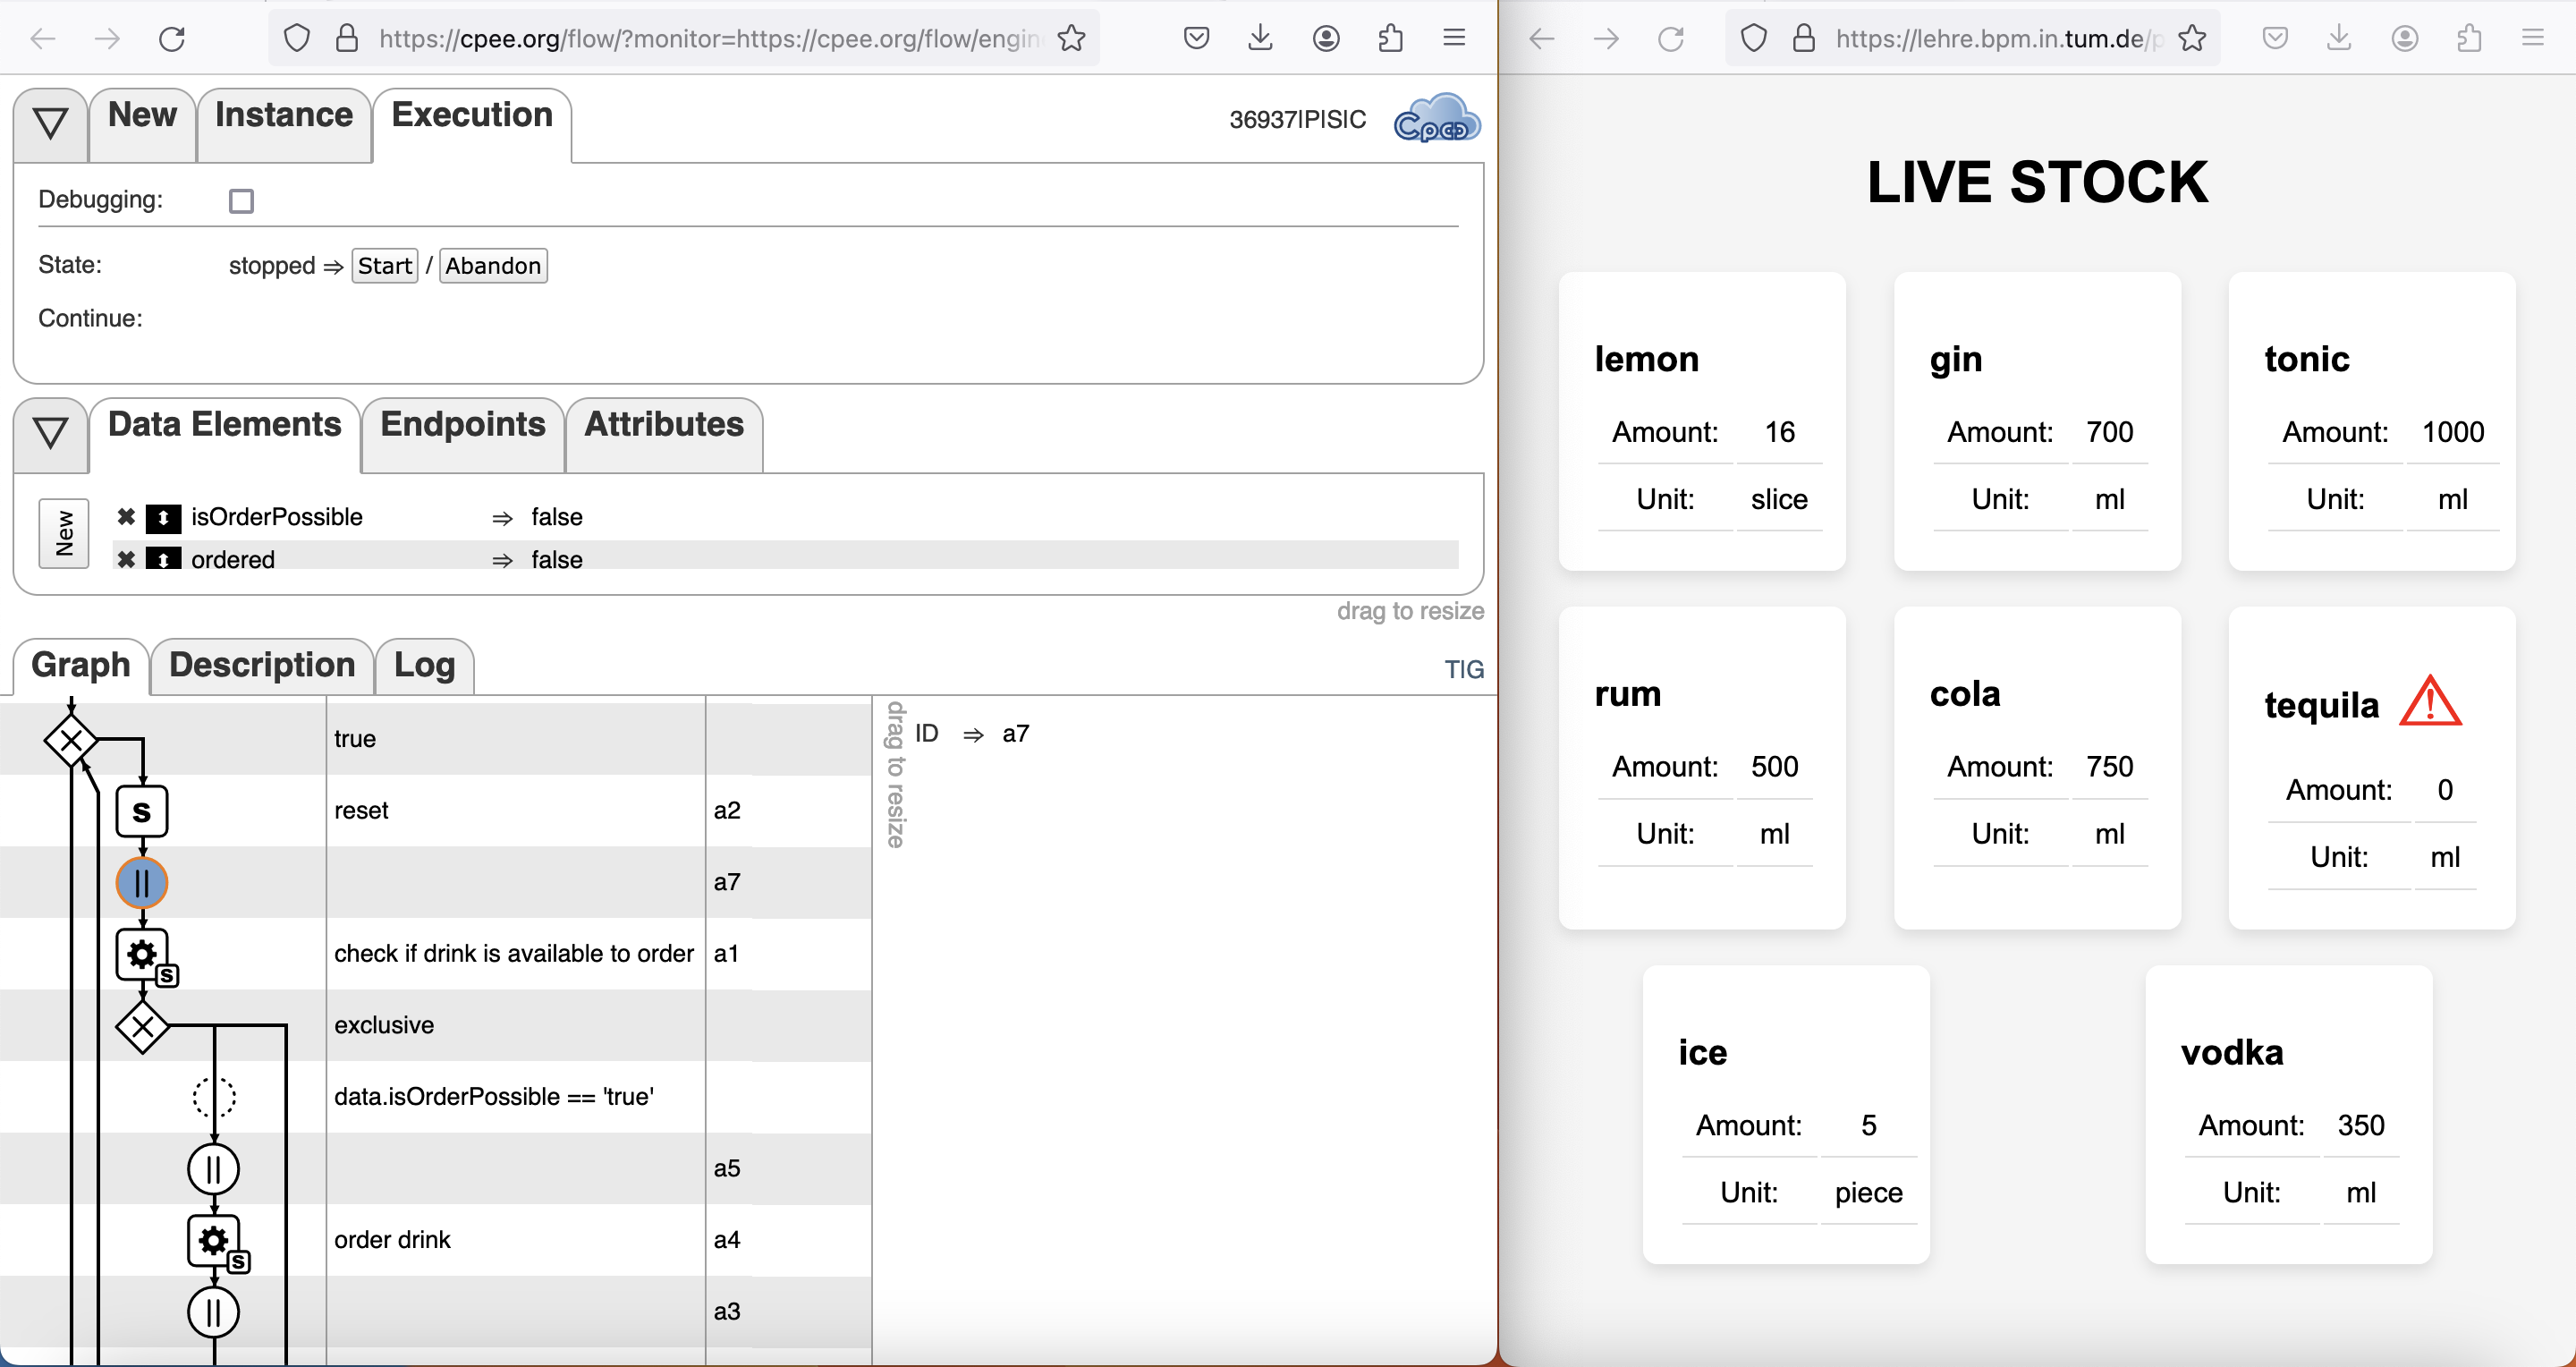 https://cpee.org/flow/?monitor=https://cpee.org/flow/engin
New Instance Execution
36937|P|S|C
Cpee
Debugging:
State: stopped ⇒ Start / Abandon
Continue:
Data Elements Endpoints Attributes
New
✖ isOrderPossible ⇒ false
✖ ordered ⇒ false
drag to resize
Graph Description Log
T|G
true
s reset a2
a7
s check if drink is available to order a1
exclusive
data.isOrderPossible == 'true'
a5
s order drink a4
a3
drag to resize
ID ⇒ a7
https://lehre.bpm.in.tum.de/p
LIVE STOCK
lemon
Amount: 16
Unit: slice
gin
Amount: 700
Unit: ml
tonic
Amount: 1000
Unit: ml
rum
Amount: 500
Unit: ml
cola
Amount: 750
Unit: ml
tequila
Amount: 0
Unit: ml
ice
Amount: 5
Unit: piece
vodka
Amount: 350
Unit: ml